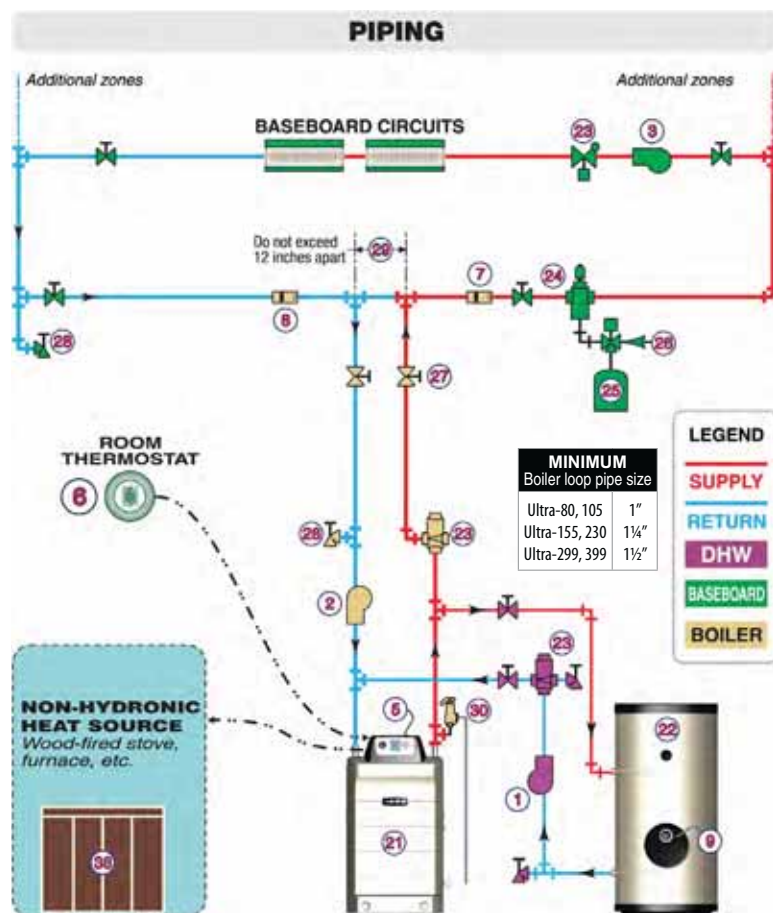 PIPING
Additional zones
Additional zones
BASEBOARD CIRCUITS
23
3
Do not exceed
12 inches apart
29
7
24
8
28
26
25
27
ROOM
THERMOSTAT
6
MINIMUM
Boiler loop pipe size
Ultra-80, 105 1"
Ultra-155, 230 1¼"
Ultra-299, 399 1½"
LEGEND
SUPPLY
RETURN
DHW
BASEBOARD
BOILER
28
23
2
23
NON-HYDRONIC
HEAT SOURCE
Wood-fired stove,
furnace, etc.
5
30
22
1
9
21
38